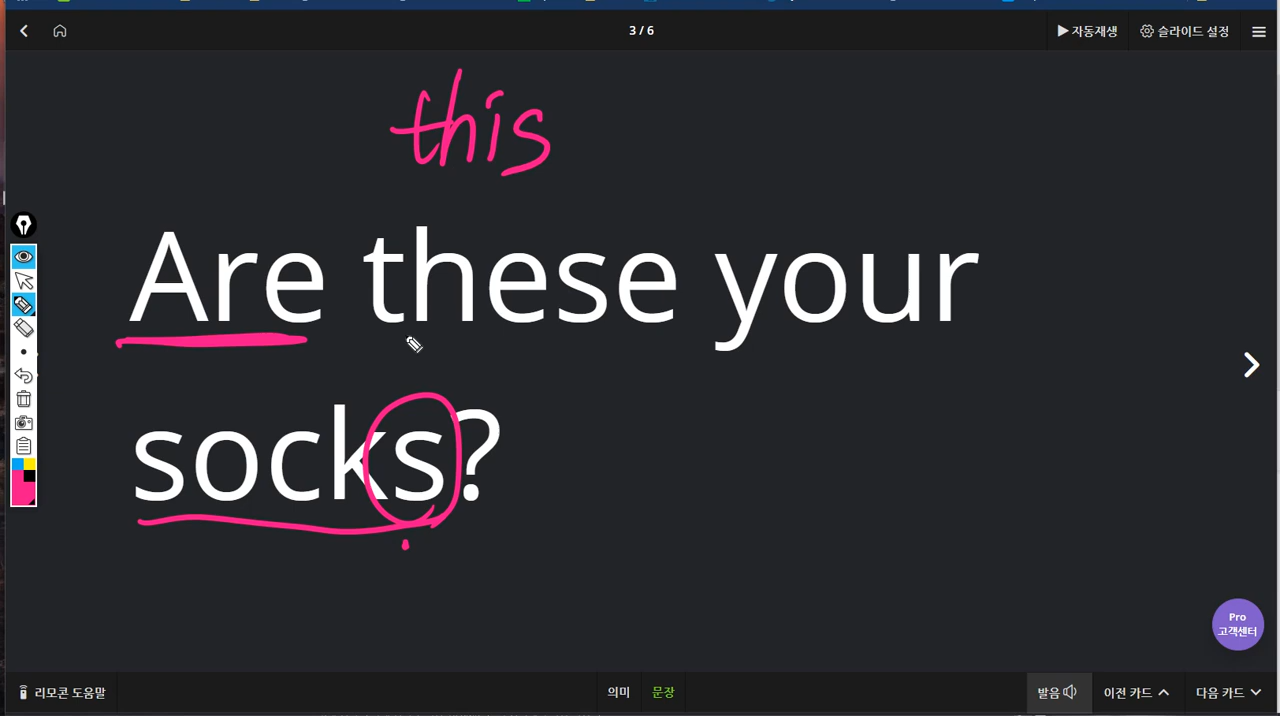 3 / 6
자동재생
슬라이드 설정
this
Are these your
socks?
Pro
고객센터
리모콘 도움말
의미
문장
발음
이전 카드
다음 카드